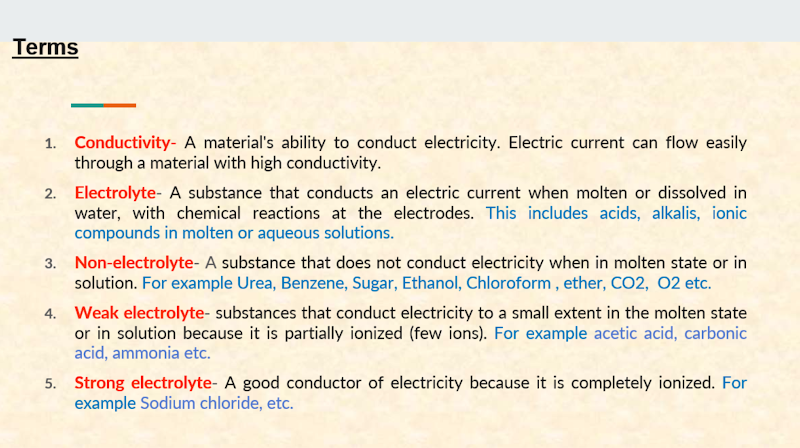 Terms
1. Conductivity- A material's ability to conduct electricity. Electric current can flow easily
through a material with high conductivity.
2. Electrolyte- A substance that conducts an electric current when molten or dissolved in
water, with chemical reactions at the electrodes. This includes acids, alkalis, ionic
compounds in molten or aqueous solutions.
3. Non-electrolyte- A substance that does not conduct electricity when in molten state or in
solution. For example Urea, Benzene, Sugar, Ethanol, Chloroform , ether, CO2, O2 etc.
4. Weak electrolyte- substances that conduct electricity to a small extent in the molten state
or in solution because it is partially ionized (few ions). For example acetic acid, carbonic
acid, ammonia etc.
5. Strong electrolyte- A good conductor of electricity because it is completely ionized. For
example Sodium chloride, etc.